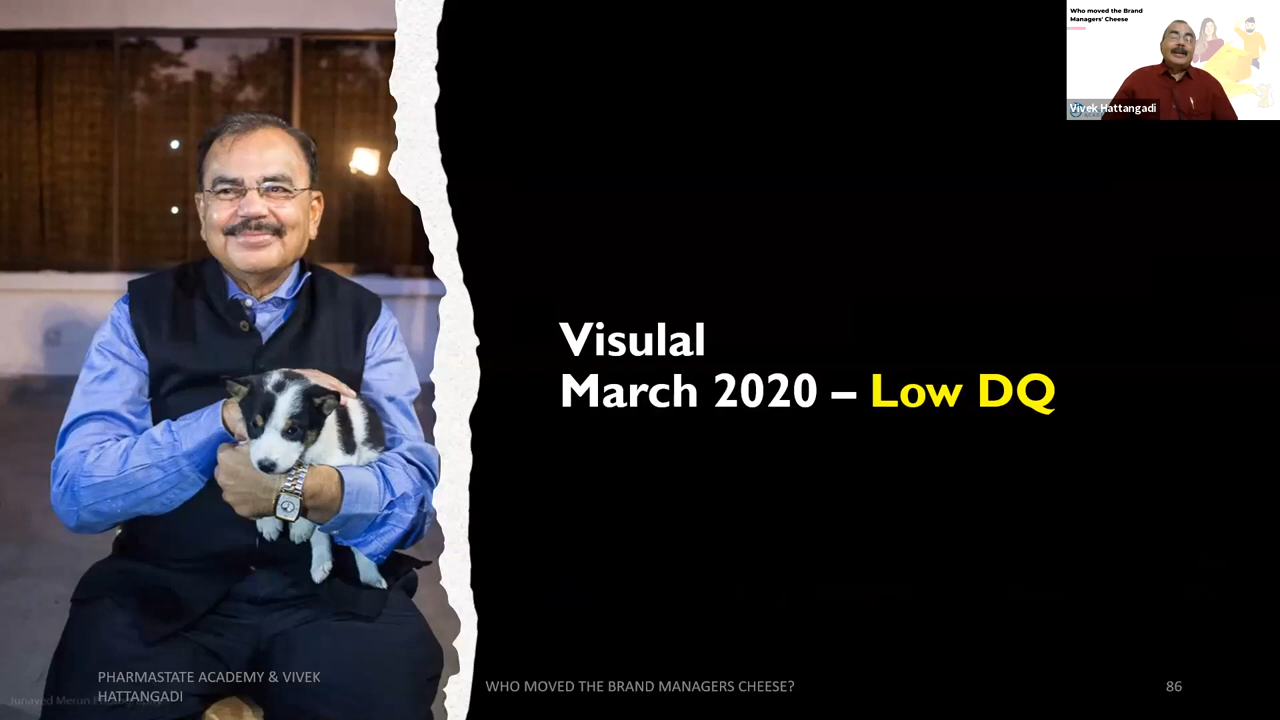 Who moved the Brand
Managers' Cheese
Vivek Hattangadi
Visulal
March 2020 – Low DQ
PHARMASTATE ACADEMY & VIVEK
HATTANGADI
WHO MOVED THE BRAND MANAGERS CHEESE?
86